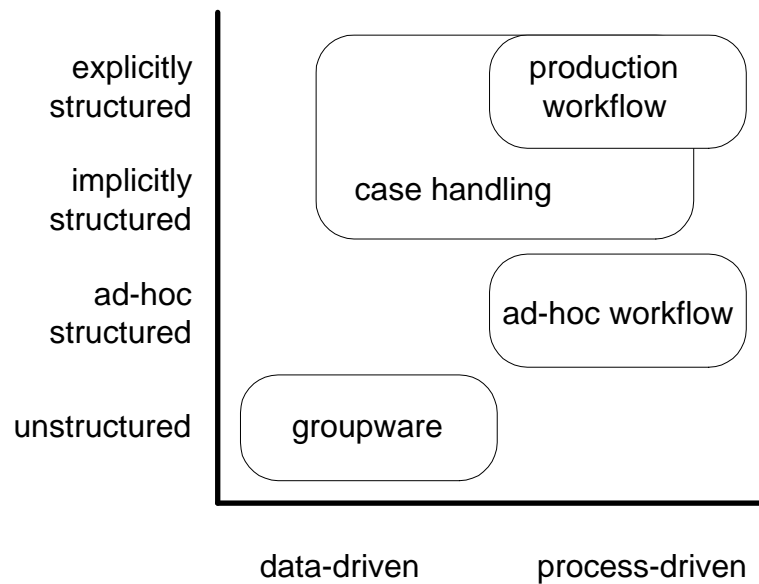 explicitly
structured
production
workflow
implicitly
structured
case handling
ad-hoc
structured
ad-hoc workflow
unstructured
groupware
data-driven
process-driven